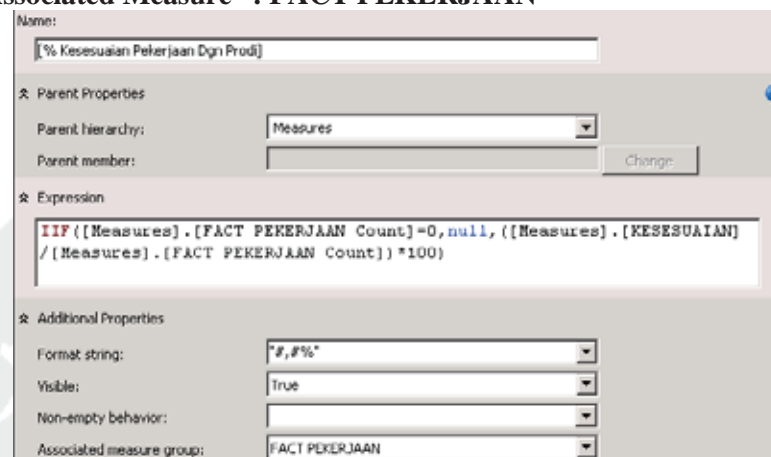 Associated Measure : FACT PEKERJAAN
Name:
[% Kesesuaian Pekerjaan Dgn Prodi]
Parent Properties
Parent hierarchy: Measures
Parent member: Change
Expression
IIF([Measures].[FACT PEKERJAAN Count]=0,null,([Measures].[KESESUAIAN]
/[Measures].[FACT PEKERJAAN Count])*100)
Additional Properties
Format string: "#,#%"
Visible: True
Non-empty behavior:
Associated measure group: FACT PEKERJAAN